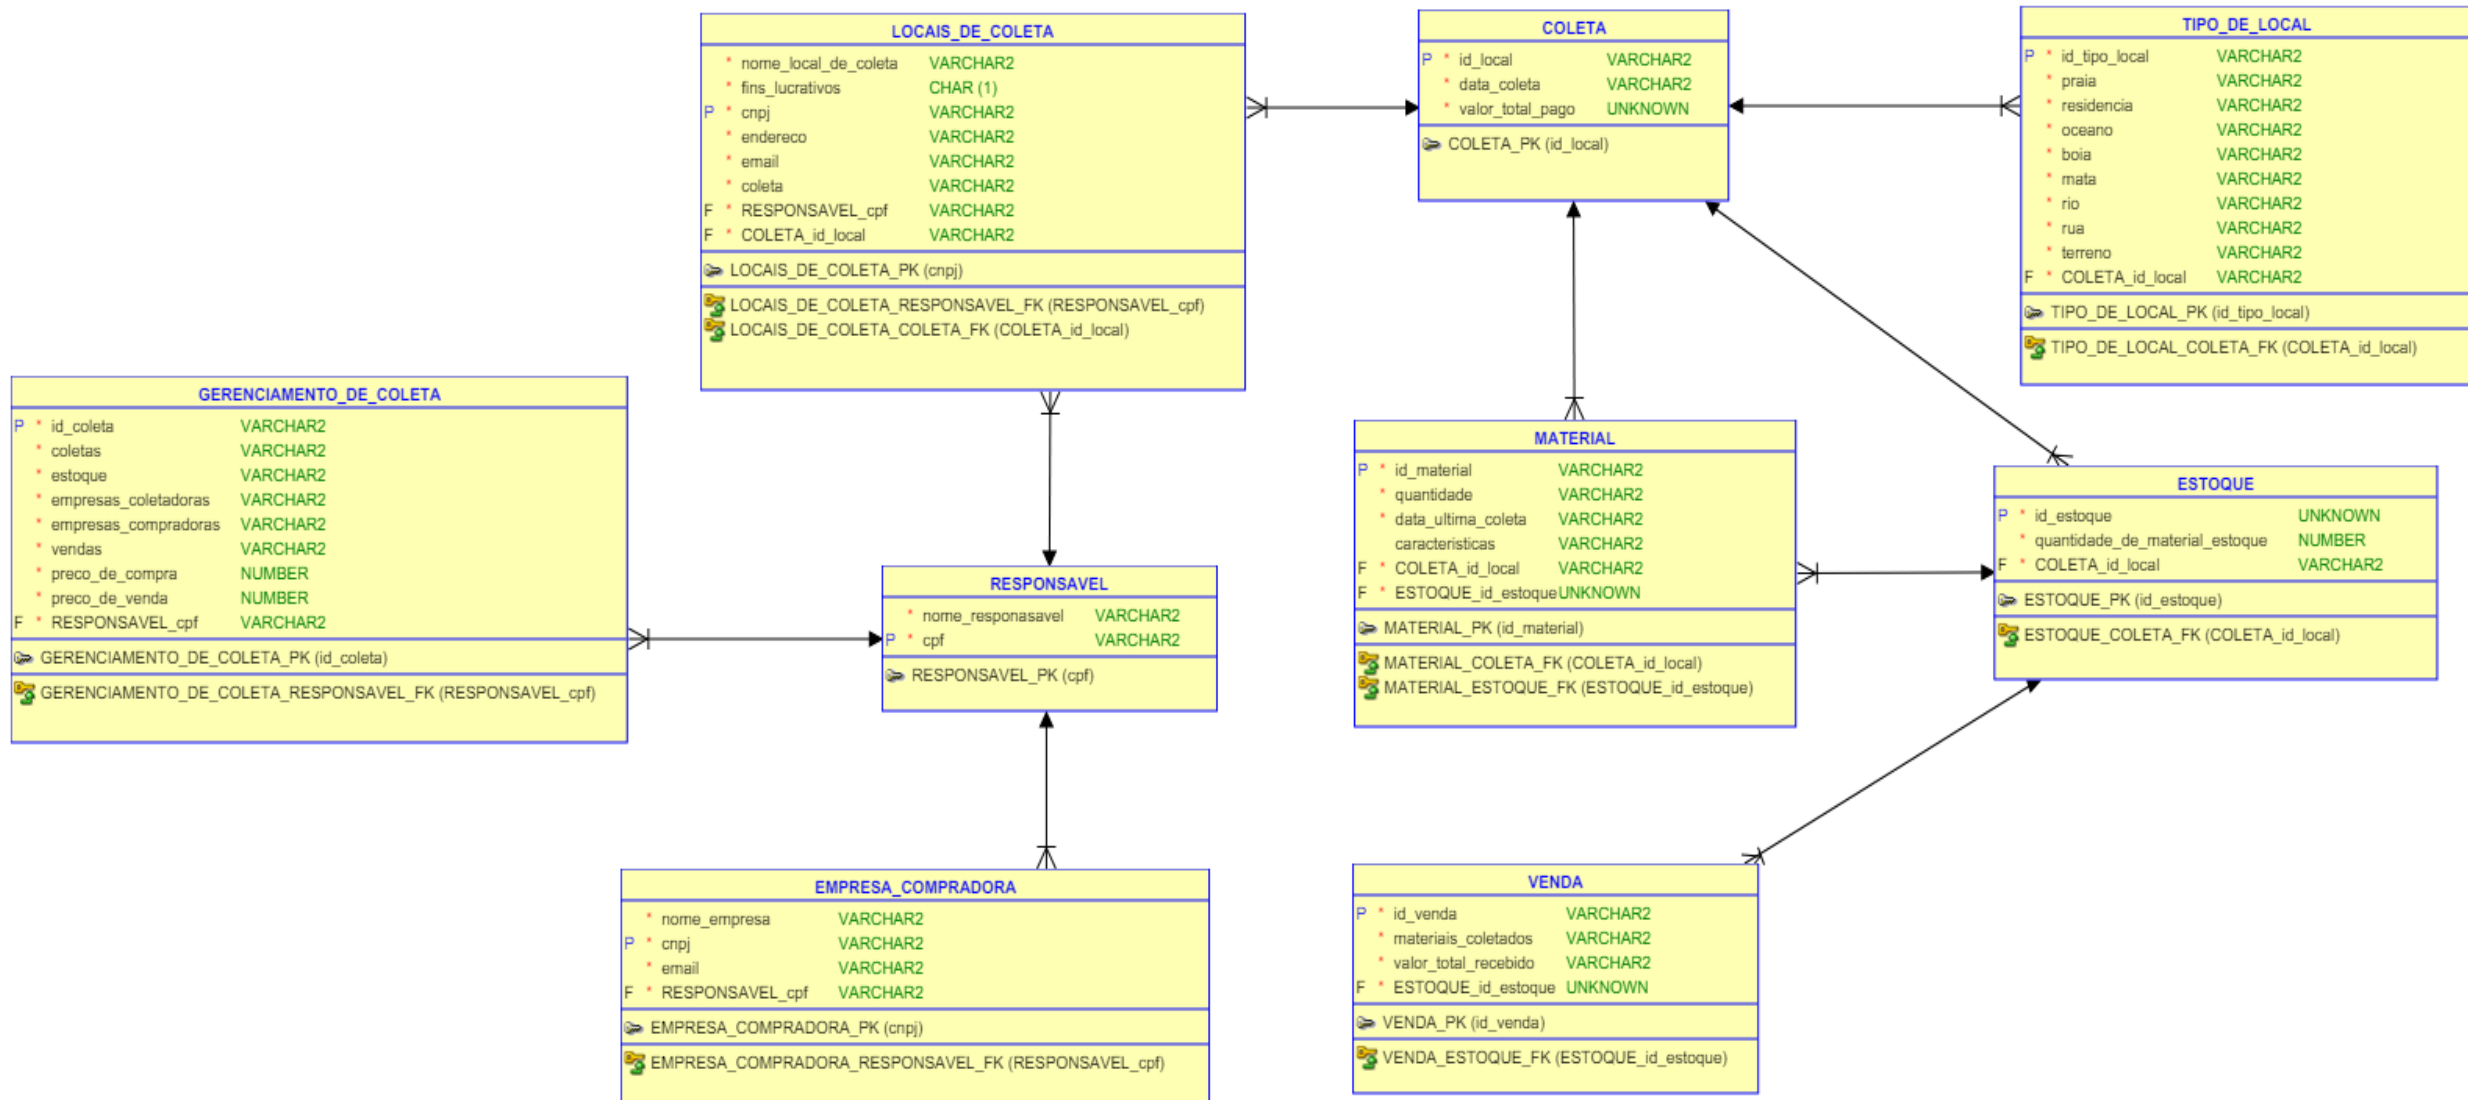 LOCAIS_DE_COLETA
* nome_local_de_coleta VARCHAR2
* fins_lucrativos CHAR (1)
P * cnpj VARCHAR2
* endereco VARCHAR2
* email VARCHAR2
* coleta VARCHAR2
F * RESPONSAVEL_cpf VARCHAR2
F * COLETA_id_local VARCHAR2
LOCAIS_DE_COLETA_PK (cnpj)
LOCAIS_DE_COLETA_RESPONSAVEL_FK (RESPONSAVEL_cpf)
LOCAIS_DE_COLETA_COLETA_FK (COLETA_id_local)
COLETA
P * id_local VARCHAR2
* data_coleta VARCHAR2
* valor_total_pago UNKNOWN
COLETA_PK (id_local)
TIPO_DE_LOCAL
P * id_tipo_local VARCHAR2
* praia VARCHAR2
* residencia VARCHAR2
* oceano VARCHAR2
* boia VARCHAR2
* mata VARCHAR2
* rio VARCHAR2
* rua VARCHAR2
* terreno VARCHAR2
F * COLETA_id_local VARCHAR2
TIPO_DE_LOCAL_PK (id_tipo_local)
TIPO_DE_LOCAL_COLETA_FK (COLETA_id_local)
GERENCIAMENTO_DE_COLETA
P * id_coleta VARCHAR2
* coletas VARCHAR2
* estoque VARCHAR2
* empresas_coletadoras VARCHAR2
* empresas_compradoras VARCHAR2
* vendas VARCHAR2
* preco_de_compra NUMBER
* preco_de_venda NUMBER
F * RESPONSAVEL_cpf VARCHAR2
GERENCIAMENTO_DE_COLETA_PK (id_coleta)
GERENCIAMENTO_DE_COLETA_RESPONSAVEL_FK (RESPONSAVEL_cpf)
RESPONSAVEL
* nome_responasavel VARCHAR2
P * cpf VARCHAR2
RESPONSAVEL_PK (cpf)
MATERIAL
P * id_material VARCHAR2
* quantidade VARCHAR2
* data_ultima_coleta VARCHAR2
caracteristicas VARCHAR2
F * COLETA_id_local VARCHAR2
F * ESTOQUE_id_estoque UNKNOWN
MATERIAL_PK (id_material)
MATERIAL_COLETA_FK (COLETA_id_local)
MATERIAL_ESTOQUE_FK (ESTOQUE_id_estoque)
ESTOQUE
P * id_estoque UNKNOWN
* quantidade_de_material_estoque NUMBER
F * COLETA_id_local VARCHAR2
ESTOQUE_PK (id_estoque)
ESTOQUE_COLETA_FK (COLETA_id_local)
EMPRESA_COMPRADORA
* nome_empresa VARCHAR2
P * cnpj VARCHAR2
* email VARCHAR2
F * RESPONSAVEL_cpf VARCHAR2
EMPRESA_COMPRADORA_PK (cnpj)
EMPRESA_COMPRADORA_RESPONSAVEL_FK (RESPONSAVEL_cpf)
VENDA
P * id_venda VARCHAR2
* materiais_coletados VARCHAR2
* valor_total_recebido VARCHAR2
F * ESTOQUE_id_estoque UNKNOWN
VENDA_PK (id_venda)
VENDA_ESTOQUE_FK (ESTOQUE_id_estoque)